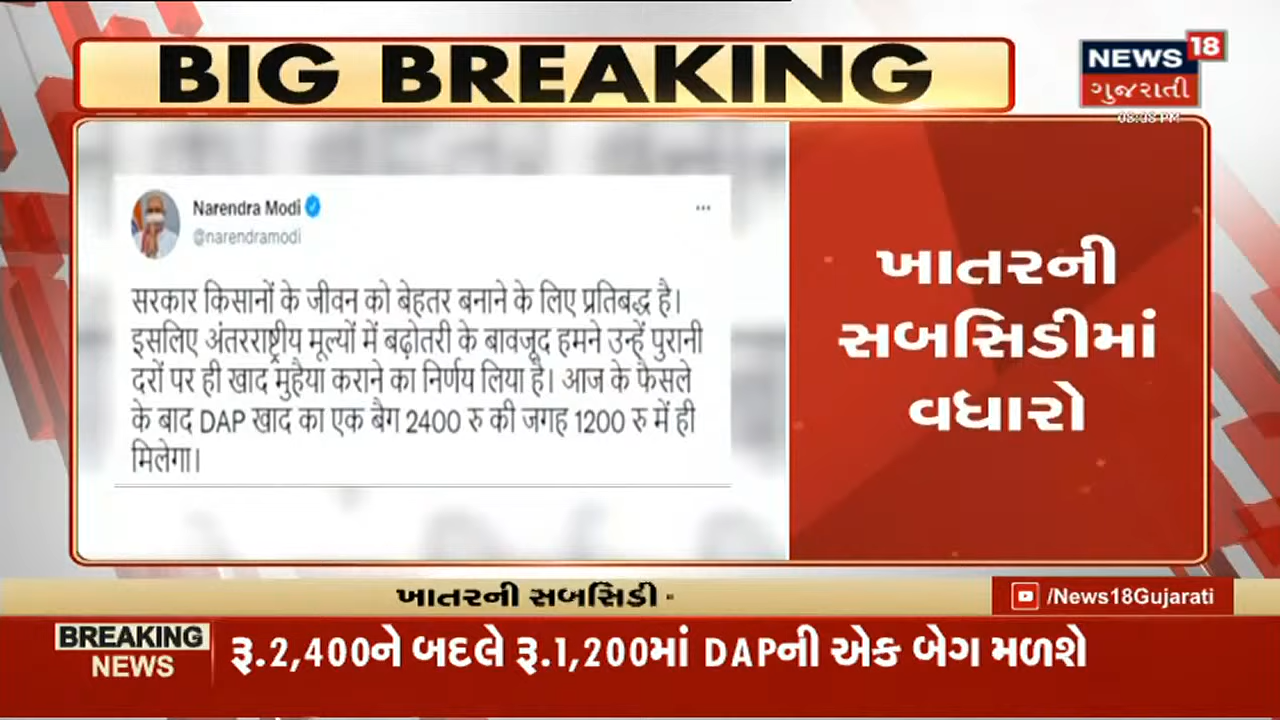 BIG BREAKING
NEWS 18
ગુજરાતી
Narendra Modi
@narendramodi
सरकार किसानों के जीवन को बेहतर बनाने के लिए प्रतिबद्ध है।
इसलिए अंतरराष्ट्रीय मूल्यों में बढ़ोतरी के बावजूद हमने उन्हें पुरानी
दरों पर ही खाद मुहैया कराने का निर्णय लिया है। आज के फैसले
के बाद DAP खाद का एक बैग 2400 रु की जगह 1200 रु में ही
मिलेगा।
ખાતરની
સબસિડીમાં
વધારો
ખાતરની સબસિડી
/News18Gujarati
BREAKING
NEWS
રૂ.2,400ને બદલે રૂ.1,200માં DAPની એક બેગ મળશે